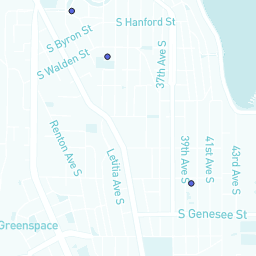 S Hanford St
S Byron St
S Walden St
37th Ave S
Renton Ave S
Letitia Ave S
39th Ave S
41st Ave S
43rd Ave S
S Genesee St
Greenspace